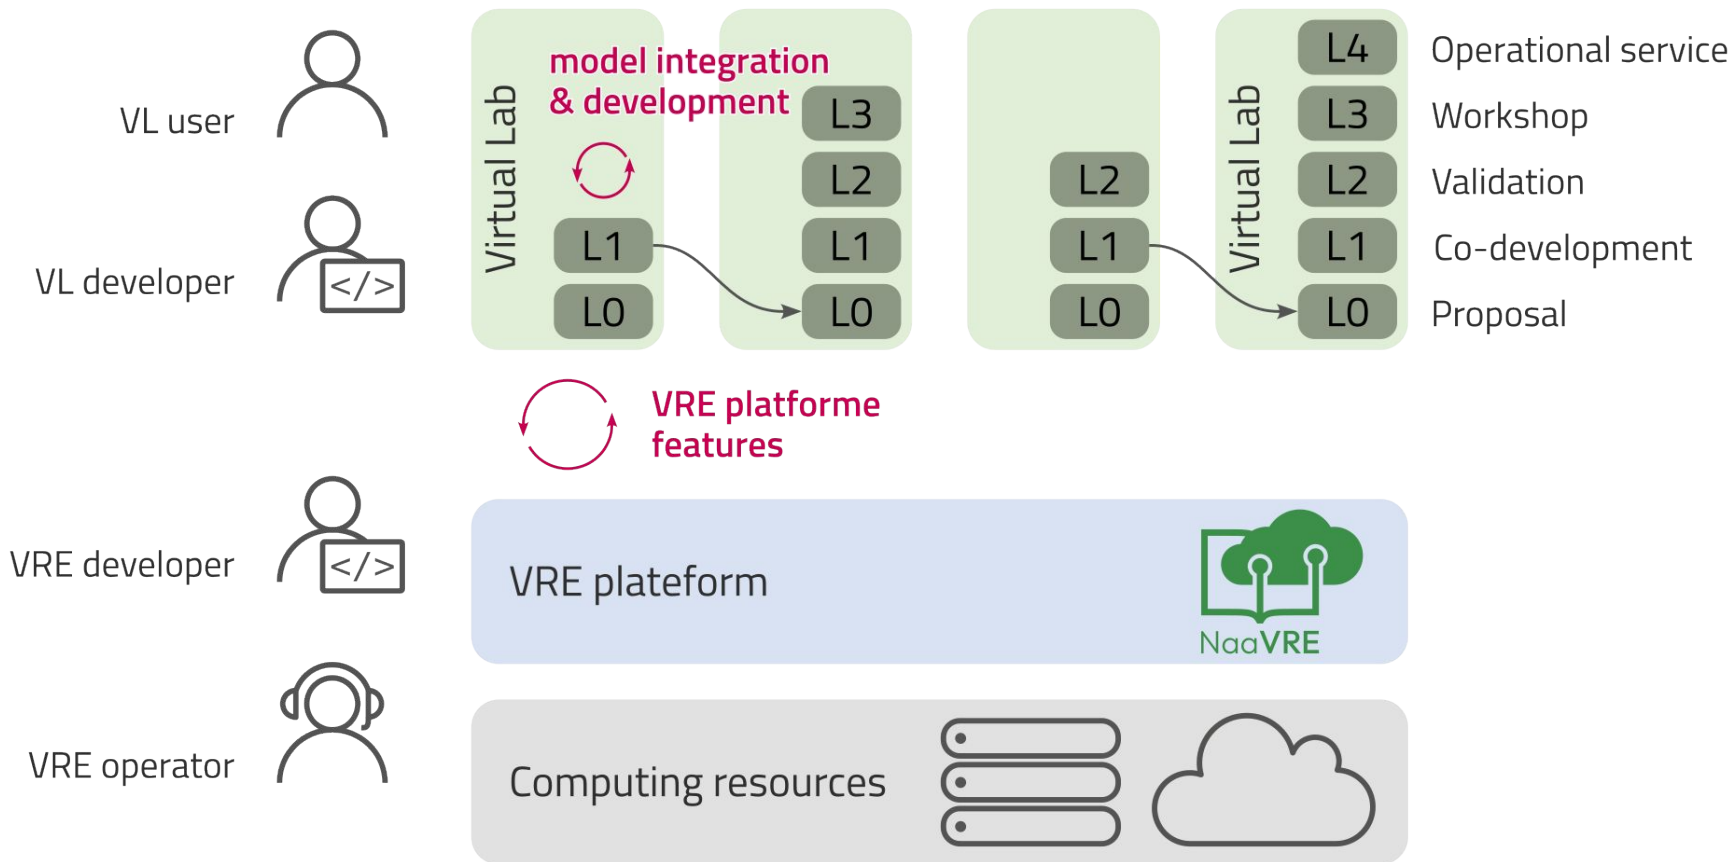 VL user
VL developer
VRE developer
VRE operator
Virtual Lab
model integration
& development
L1
L0
L3
L2
L1
L0
L2
L1
L0
Virtual Lab
L4 Operational service
L3 Workshop
L2 Validation
L1 Co-development
L0 Proposal
VRE platforme
features
VRE plateform
NaaVRE
Computing resources